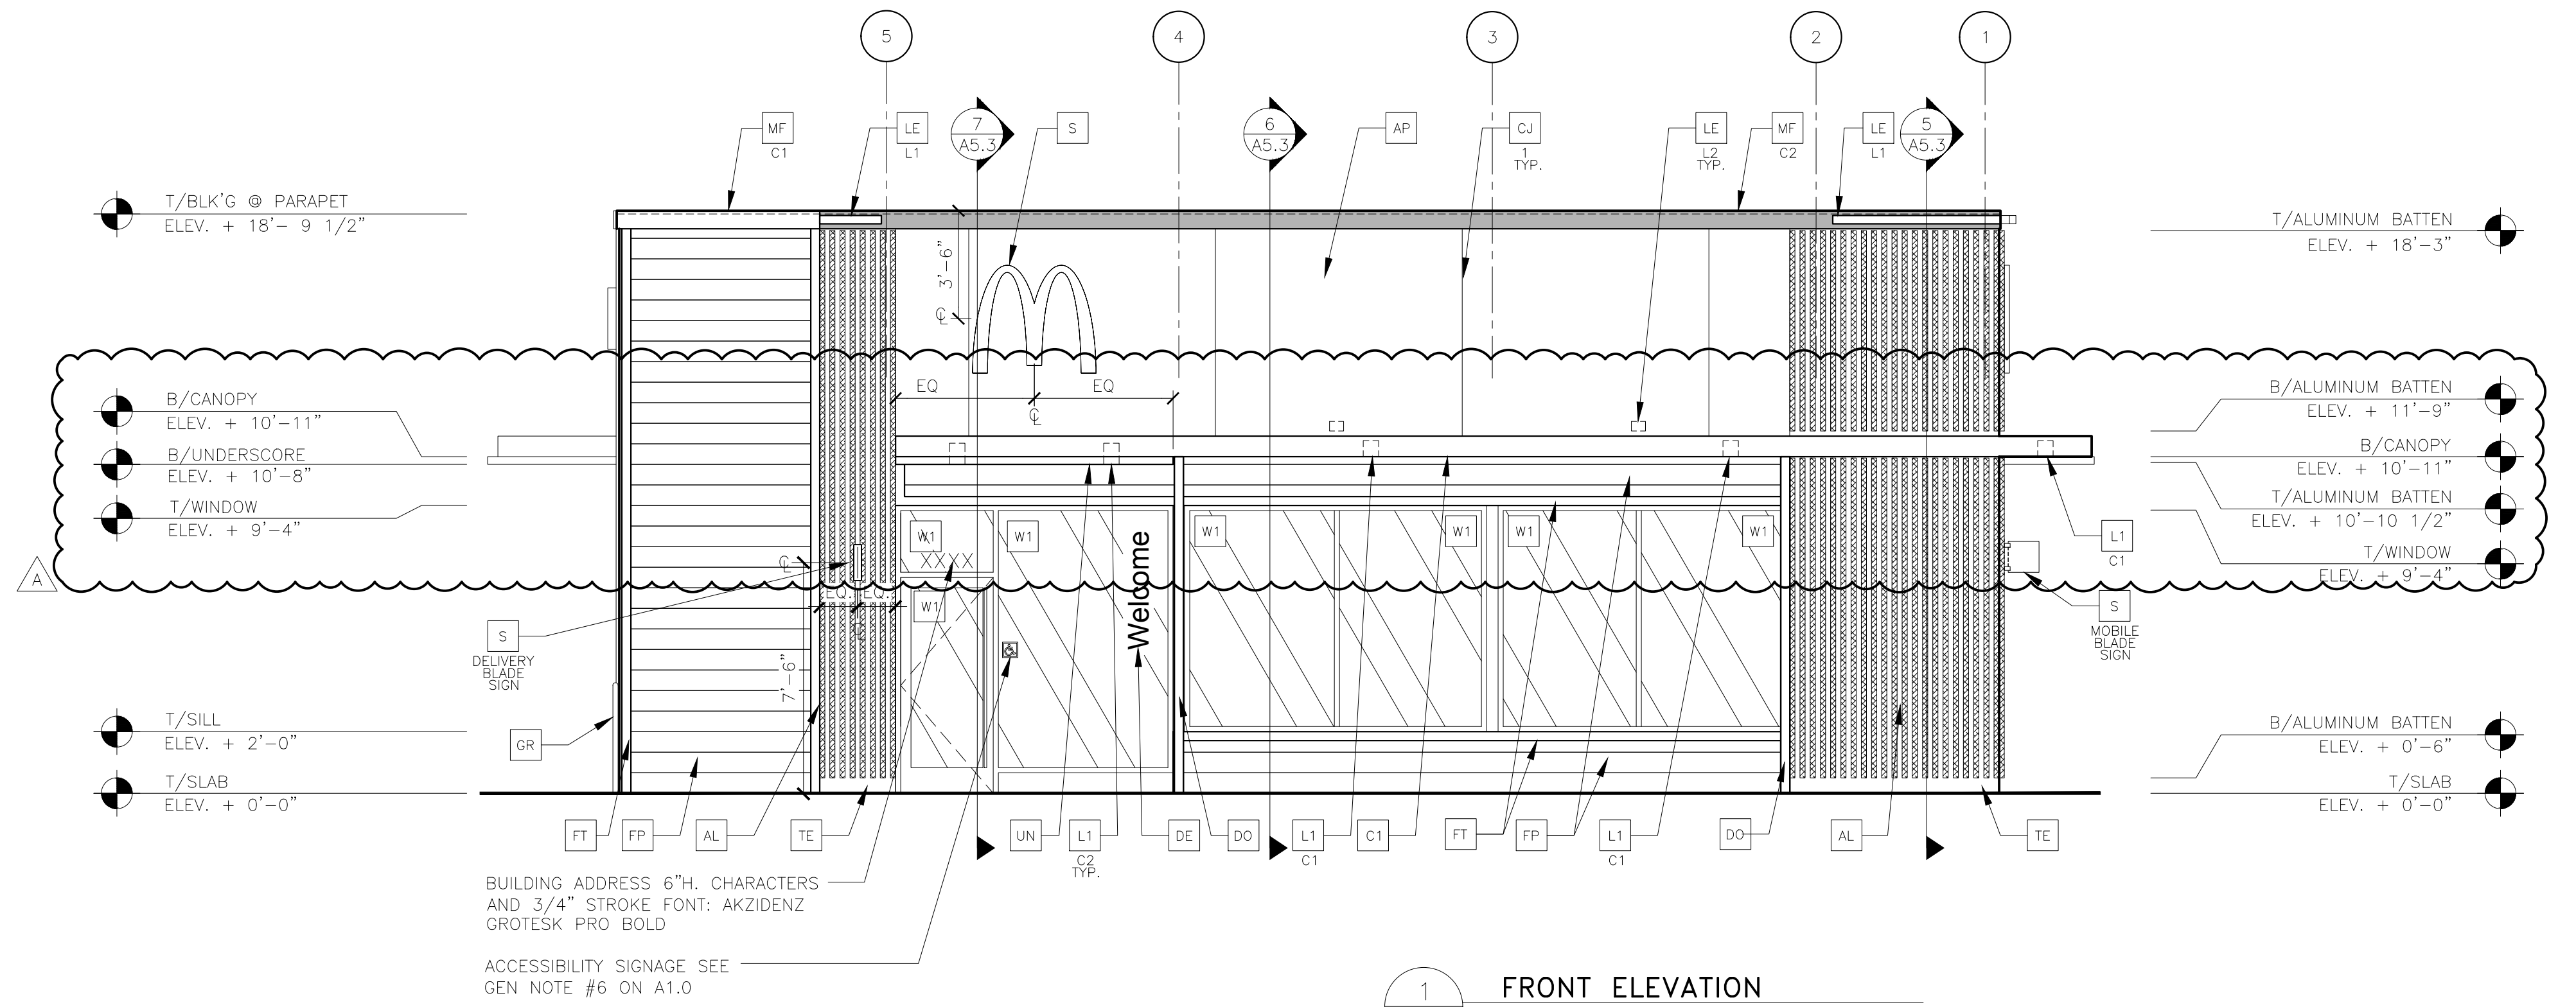 5
4
3
2
1
MF
C1
LE
L1
7
A5.3
S
6
A5.3
AP
CJ
1
TYP.
LE
L2
TYP.
MF
C2
LE
L1
5
A5.3
T/BLK'G @ PARAPET
ELEV. + 18'- 9 1/2"
T/ALUMINUM BATTEN
ELEV. + 18'-3"
3'-6"
B/CANOPY
ELEV. + 10'-11"
B/UNDERSCORE
ELEV. + 10'-8"
T/WINDOW
ELEV. + 9'-4"
EQ
EQ
B/ALUMINUM BATTEN
ELEV. + 11'-9"
B/CANOPY
ELEV. + 10'-11"
T/ALUMINUM BATTEN
ELEV. + 10'-10 1/2"
T/WINDOW
ELEV. + 9'-4"
W1
W1
W1
W1
W1
W1
XXXX
L1
C1
A
EQ.
EQ.
W1
Welcome
S
DELIVERY
BLADE
SIGN
S
MOBILE
BLADE
SIGN
7'-6"
T/SILL
ELEV. + 2'-0"
GR
B/ALUMINUM BATTEN
ELEV. + 0'-6"
T/SLAB
ELEV. + 0'-0"
T/SLAB
ELEV. + 0'-0"
FT
FP
AL
TE
UN
L1
C2
TYP.
DE
DO
L1
C1
C1
FT
FP
L1
C1
DO
AL
TE
BUILDING ADDRESS 6"H. CHARACTERS
AND 3/4" STROKE FONT: AKZIDENZ
GROTESK PRO BOLD
ACCESSIBILITY SIGNAGE SEE
GEN NOTE #6 ON A1.0
1
FRONT ELEVATION